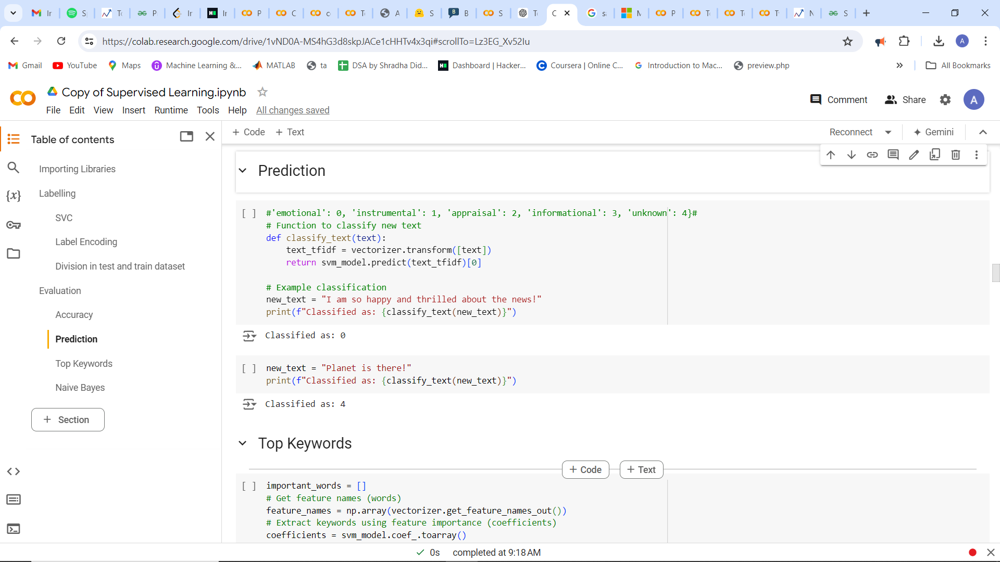 Ir
S
To
P
Ir
Ir
P
C
co
To
A
S
B
S
To
C
sa
M
P
To
To
T
N
S
https://colab.research.google.com/drive/1vND0A-MS4hG3d8skpJACe1cHHTv4x3qi#scrollTo=Lz3EG_Xv52Iu
A
Gmail
YouTube
Maps
Machine Learning &...
MATLAB
ta
DSA by Shradha Did...
Dashboard | Hacker...
Coursera | Online C...
Introduction to Mac...
preview.php
All Bookmarks
Copy of Supervised Learning.ipynb
File Edit View Insert Runtime Tools Help All changes saved
Comment
Share
A
Table of contents
+ Code + Text
Reconnect
Gemini
Importing Libraries
Labelling
SVC
Label Encoding
Division in test and train dataset
Evaluation
Accuracy
Prediction
Top Keywords
Naive Bayes
+ Section
Prediction
[ ] #'emotional': 0, 'instrumental': 1, 'appraisal': 2, 'informational': 3, 'unknown': 4}#
# Function to classify new text
def classify_text(text):
text_tfidf = vectorizer.transform([text])
return svm_model.predict(text_tfidf)[0]
# Example classification
new_text = "I am so happy and thrilled about the news!"
print(f"Classified as: {classify_text(new_text)}")
Classified as: 0
[ ] new_text = "Planet is there!"
print(f"Classified as: {classify_text(new_text)}")
Classified as: 4
Top Keywords
+ Code + Text
[ ] important_words = []
# Get feature names (words)
feature_names = np.array(vectorizer.get_feature_names_out())
# Extract keywords using feature importance (coefficients)
coefficients = svm_model.coef_.toarray()
0s completed at 9:18 AM